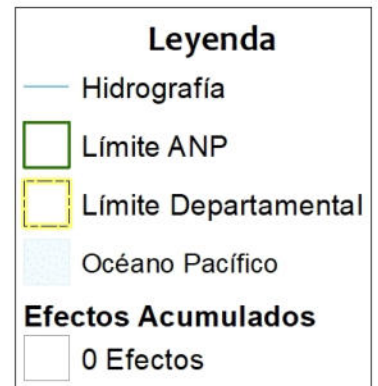 Leyenda
Hidrografía
Límite ANP
Límite Departamental
Océano Pacífico
Efectos Acumulados
0 Efectos